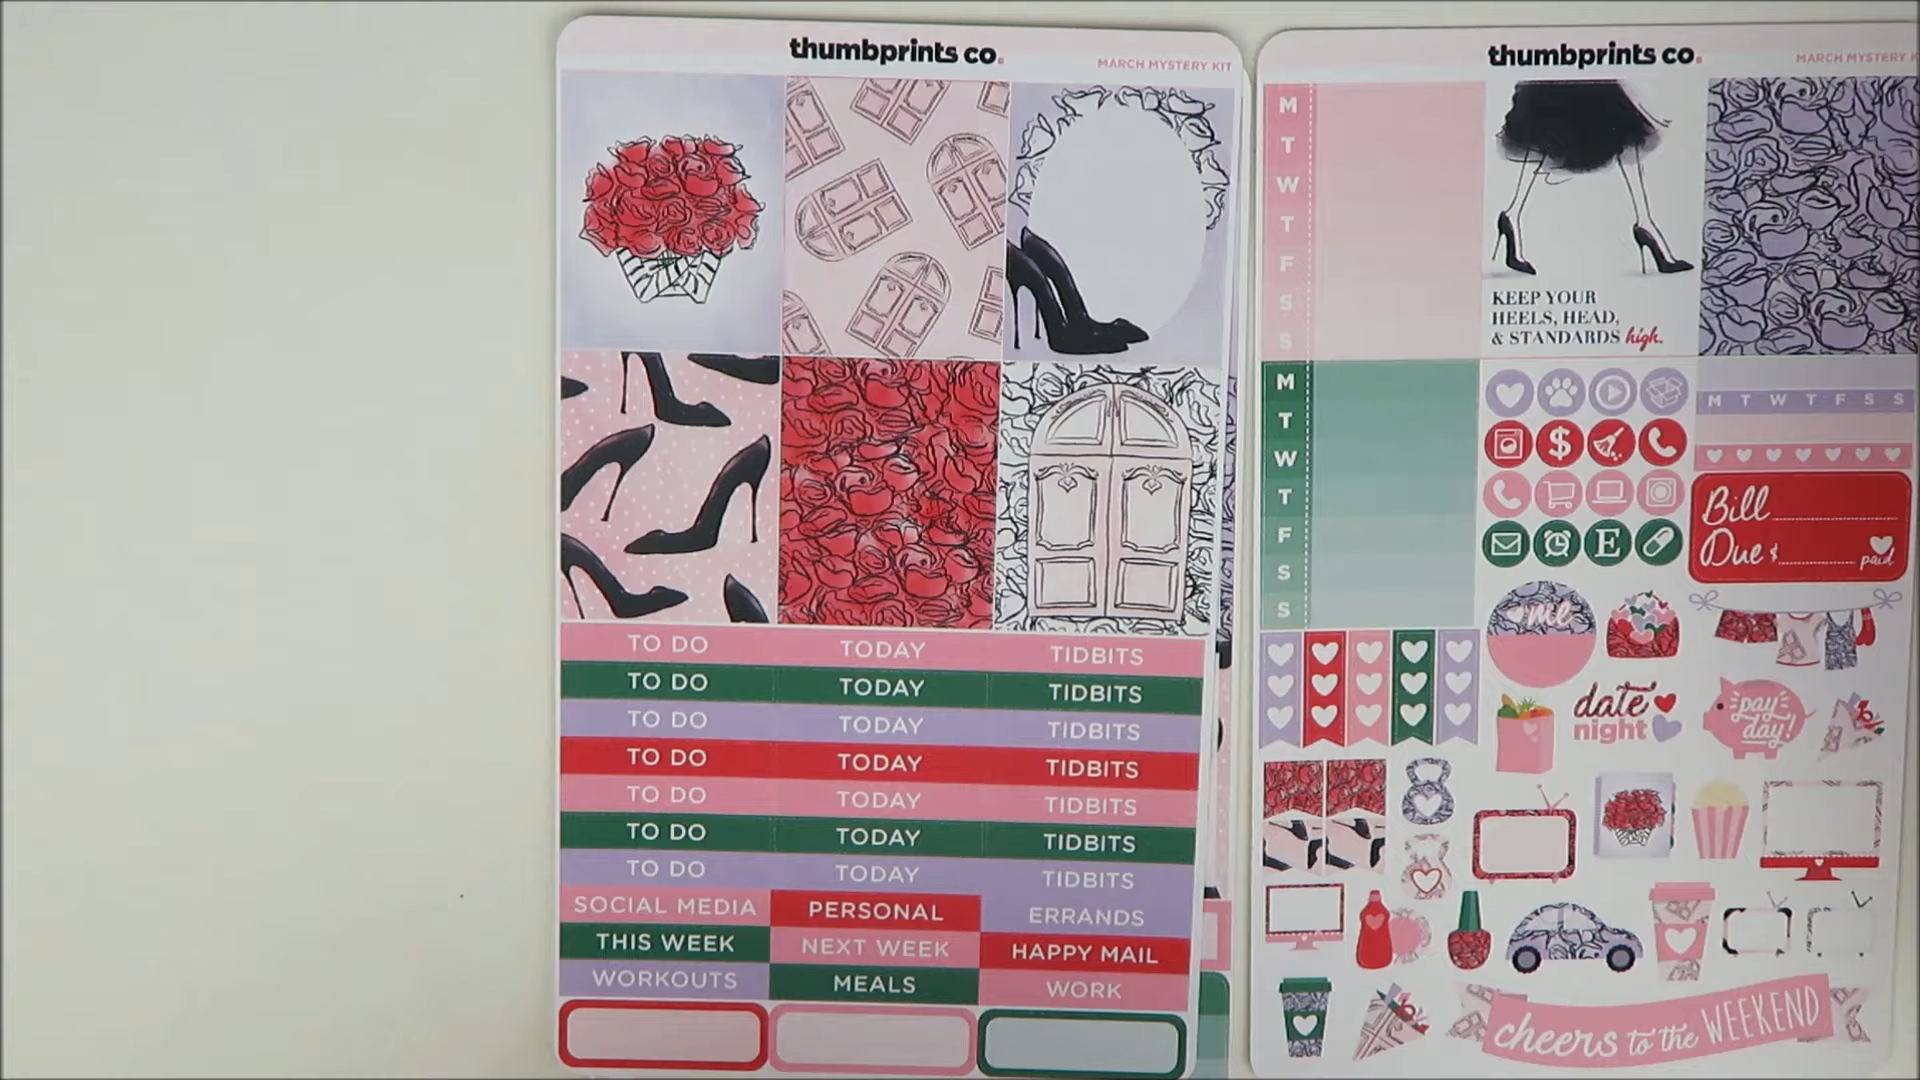 thumbprints co.
MARCH MYSTERY KIT
TO DO TODAY TIDBITS
TO DO TODAY TIDBITS
TO DO TODAY TIDBITS
TO DO TODAY TIDBITS
TO DO TODAY TIDBITS
TO DO TODAY TIDBITS
TO DO TODAY TIDBITS
SOCIAL MEDIA PERSONAL ERRANDS
THIS WEEK NEXT WEEK HAPPY MAIL
WORKOUTS MEALS WORK
thumbprints co.
MARCH MYSTERY K
M
T
W
T
F
S
S
KEEP YOUR
HEELS, HEAD,
& STANDARDS high.
M
T
W
T
F
S
S
M T W T F S S
$
E
Bill
Due $
paid
me
date
night
pay
day!
cheers to the WEEKEND